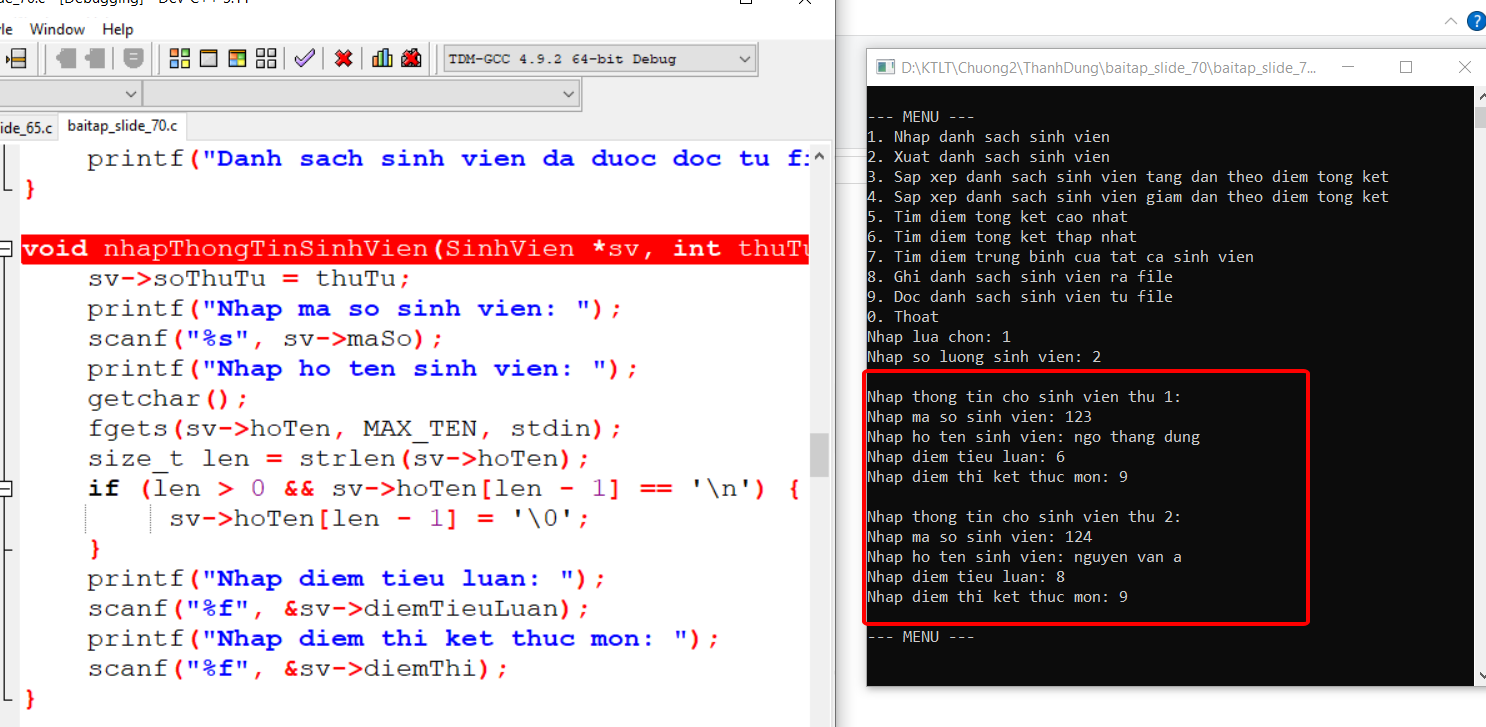 Window Help
TDM-GCC 4.9.2 64-bit Debug
ide_65.c baitap_slide_70.c
printf("Danh sach sinh vien da duoc doc tu
}
void nhapThongTinSinhVien(SinhVien *sv, int
sv->soThuTu = thuTu;
printf("Nhap ma so sinh vien: ");
scanf("%s", sv->maSo);
printf("Nhap ho ten sinh vien: ");
getchar();
fgets(sv->hoTen, MAX_TEN, stdin);
size_t len = strlen(sv->hoTen);
if (len > 0 && sv->hoTen[len - 1] == '\n') {
sv->hoTen[len - 1] = '\0';
}
printf("Nhap diem tieu luan: ");
scanf("%f", &sv->diemTieuLuan);
printf("Nhap diem thi ket thuc mon: ");
scanf("%f", &sv->diemThi);
}
D:\KTLT\Chuong2\ThanhDung\baitap_slide_70\baitap_slide_7...
--- MENU ---
1. Nhap danh sach sinh vien
2. Xuat danh sach sinh vien
3. Sap xep danh sach sinh vien tang dan theo diem tong ket
4. Sap xep danh sach sinh vien giam dan theo diem tong ket
5. Tim diem tong ket cao nhat
6. Tim diem tong ket thap nhat
7. Tim diem trung binh cua tat ca sinh vien
8. Ghi danh sach sinh vien ra file
9. Doc danh sach sinh vien tu file
0. Thoat
Nhap lua chon: 1
Nhap so luong sinh vien: 2
Nhap thong tin cho sinh vien thu 1:
Nhap ma so sinh vien: 123
Nhap ho ten sinh vien: ngo thang dung
Nhap diem tieu luan: 6
Nhap diem thi ket thuc mon: 9
Nhap thong tin cho sinh vien thu 2:
Nhap ma so sinh vien: 124
Nhap ho ten sinh vien: nguyen van a
Nhap diem tieu luan: 8
Nhap diem thi ket thuc mon: 9
--- MENU ---